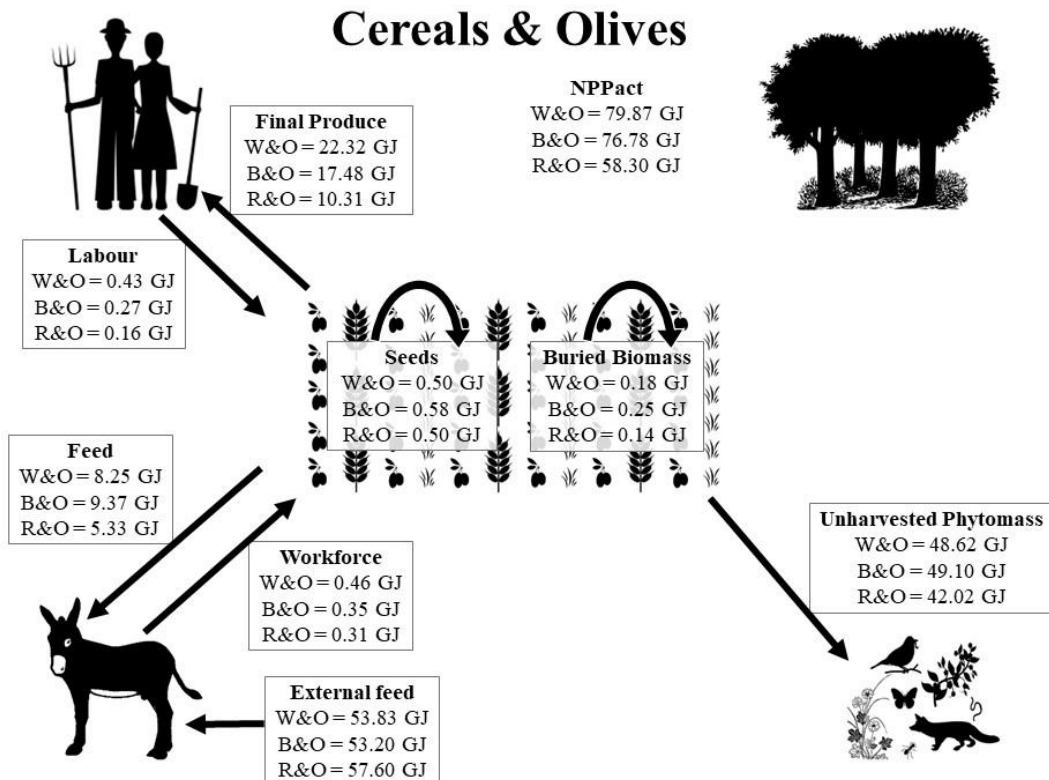 Cereals & Olives
NPPact
W&O = 79.87 GJ
B&O = 76.78 GJ
R&O = 58.30 GJ
Final Produce
W&O = 22.32 GJ
B&O = 17.48 GJ
R&O = 10.31 GJ
Labour
W&O = 0.43 GJ
B&O = 0.27 GJ
R&O = 0.16 GJ
Seeds
W&O = 0.50 GJ
B&O = 0.58 GJ
R&O = 0.50 GJ
Buried Biomass
W&O = 0.18 GJ
B&O = 0.25 GJ
R&O = 0.14 GJ
Feed
W&O = 8.25 GJ
B&O = 9.37 GJ
R&O = 5.33 GJ
Workforce
W&O = 0.46 GJ
B&O = 0.35 GJ
R&O = 0.31 GJ
Unharvested Phytomass
W&O = 48.62 GJ
B&O = 49.10 GJ
R&O = 42.02 GJ
External feed
W&O = 53.83 GJ
B&O = 53.20 GJ
R&O = 57.60 GJ